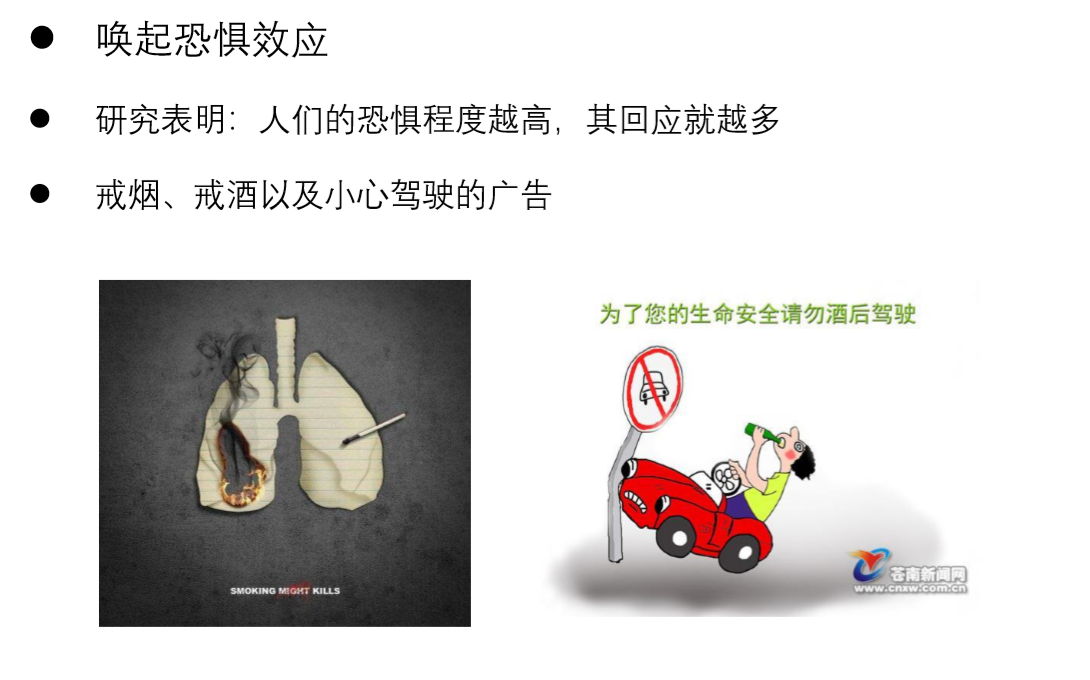 唤起恐惧效应
研究表明：人们的恐惧程度越高，其回应就越多
戒烟、戒酒以及小心驾驶的广告
为了您的生命安全请勿酒后驾驶
SMOKING MIGHT KILLS
苍南新闻网
www.cnxw.com.cn